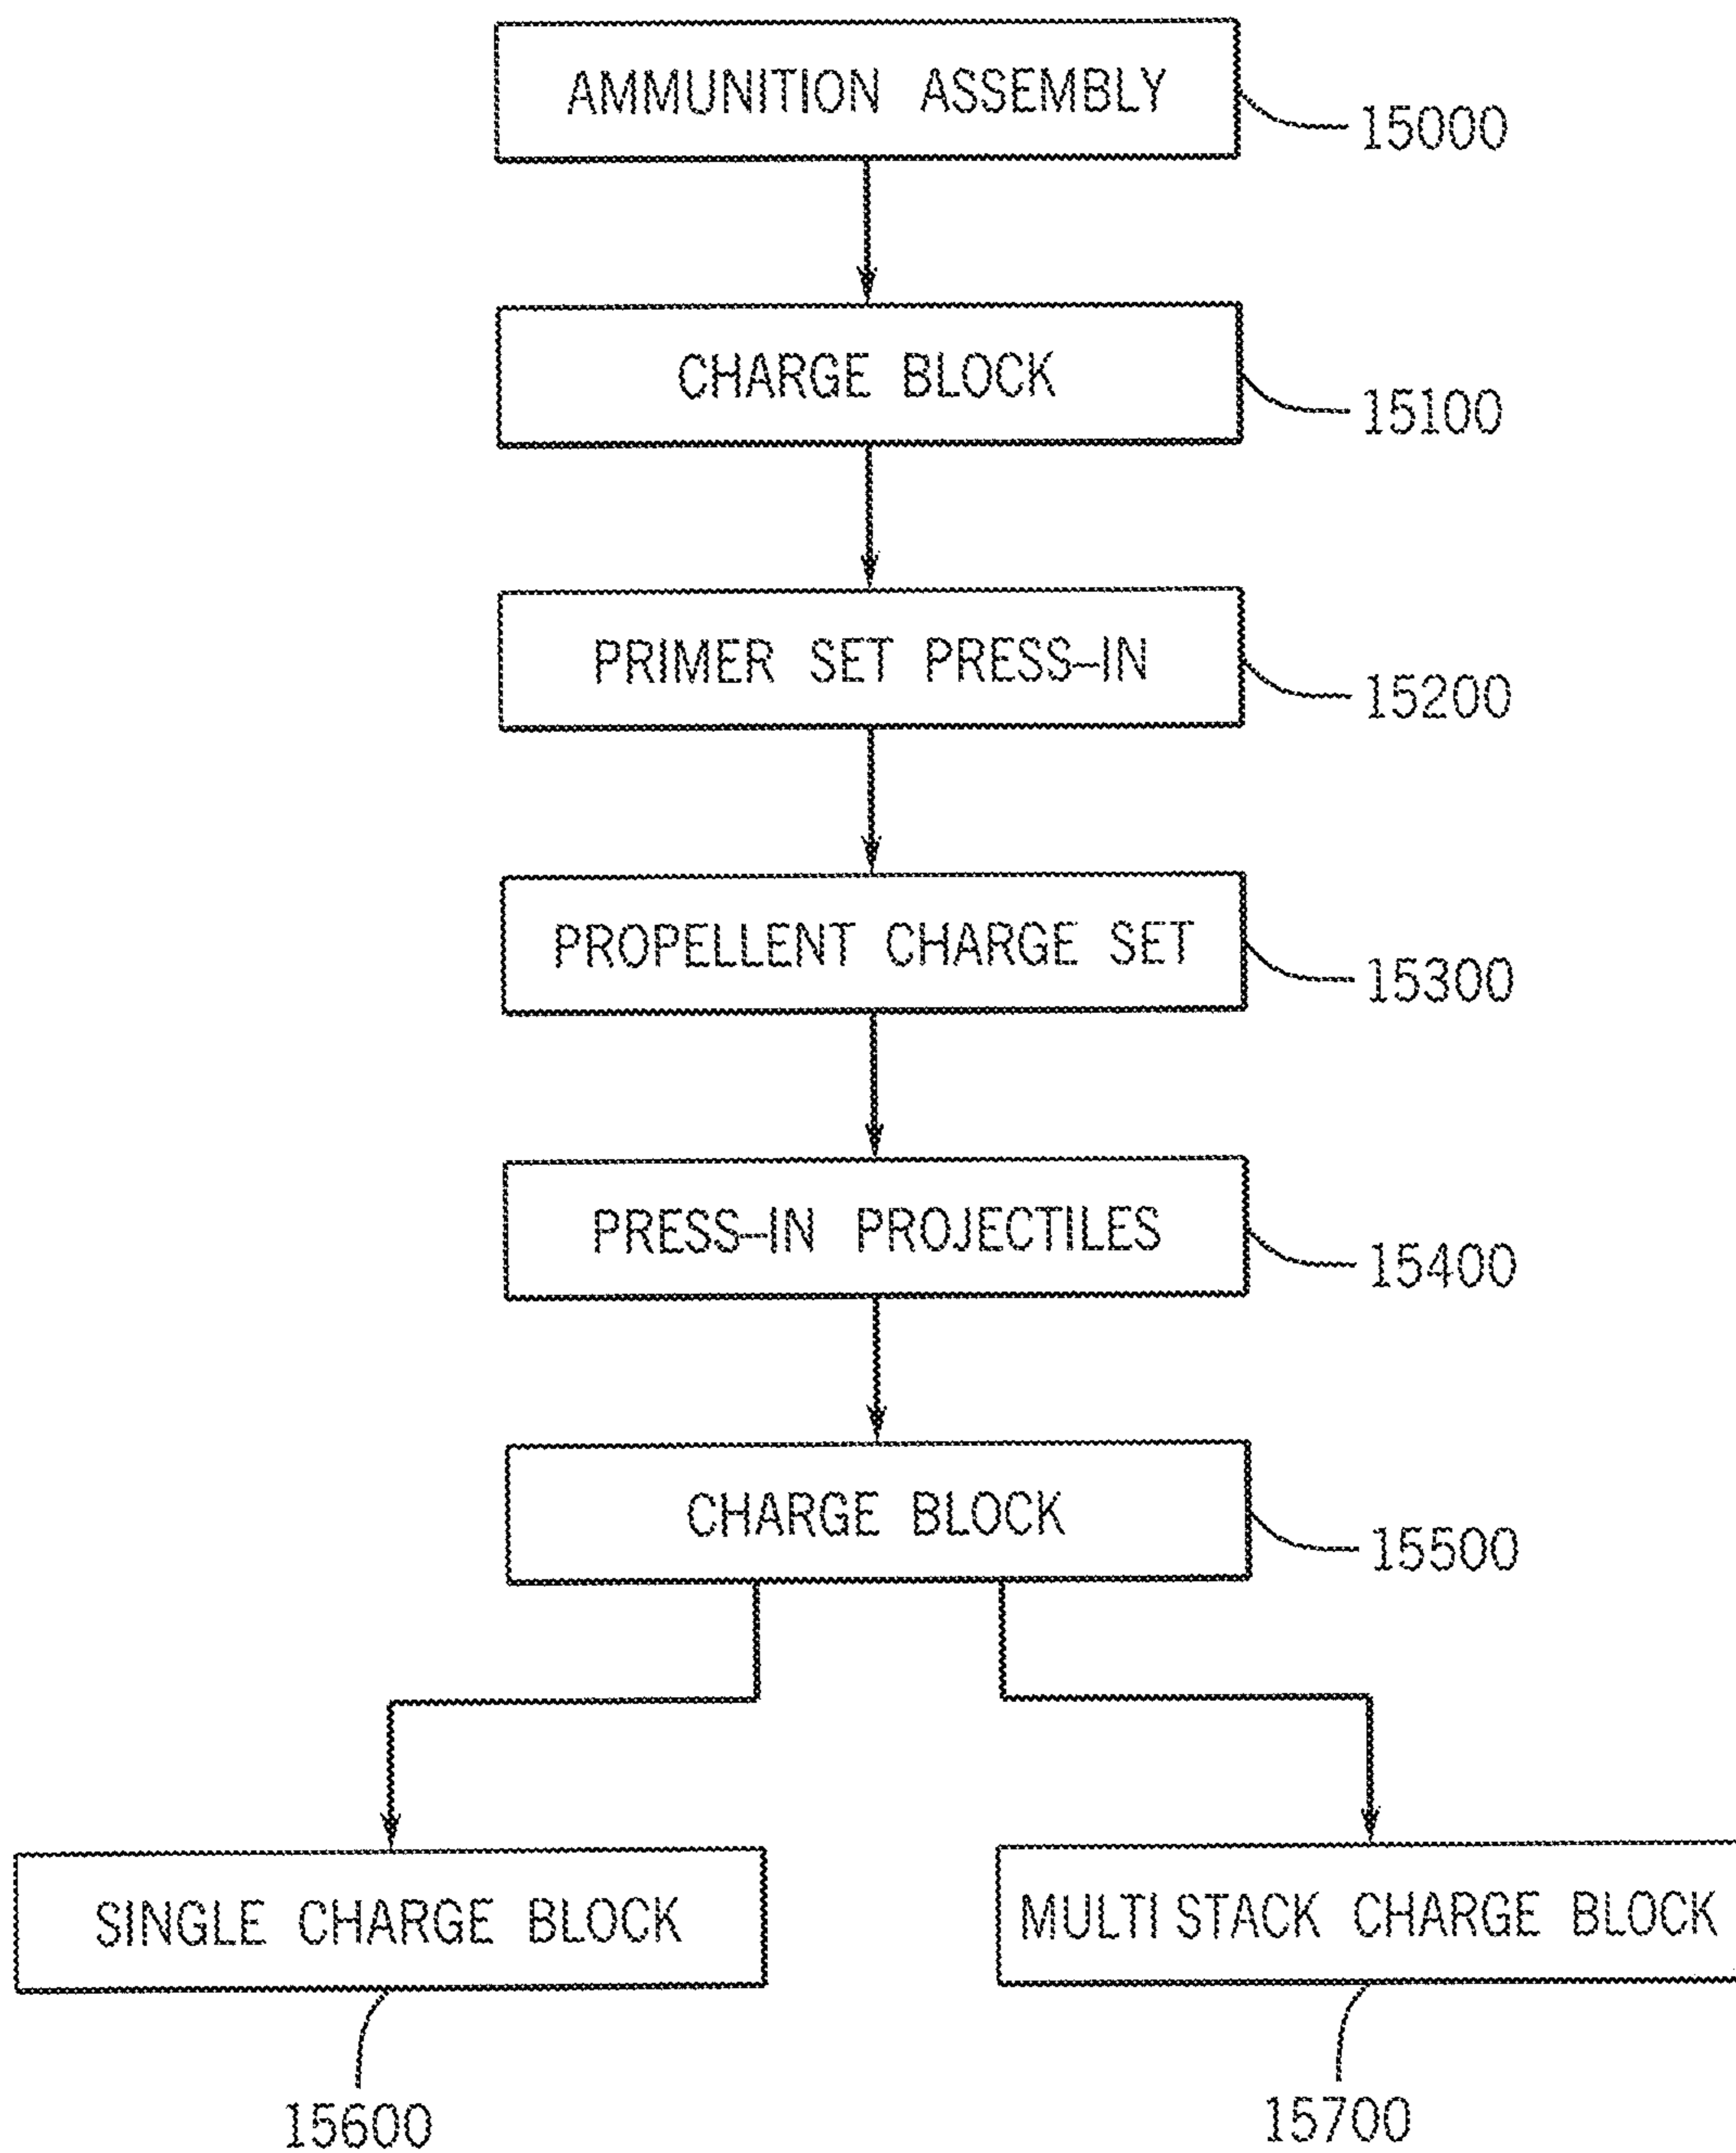 AMMUNITION ASSEMBLY
15000
CHARGE BLOCK
15100
PRIMER SET PRESS-IN
15200
PROPELLENT CHARGE SET
15300
PRESS-IN PROJECTILES
15400
CHARGE BLOCK
15500
SINGLE CHARGE BLOCK
MULTI STACK CHARGE BLOCK
15600
15700